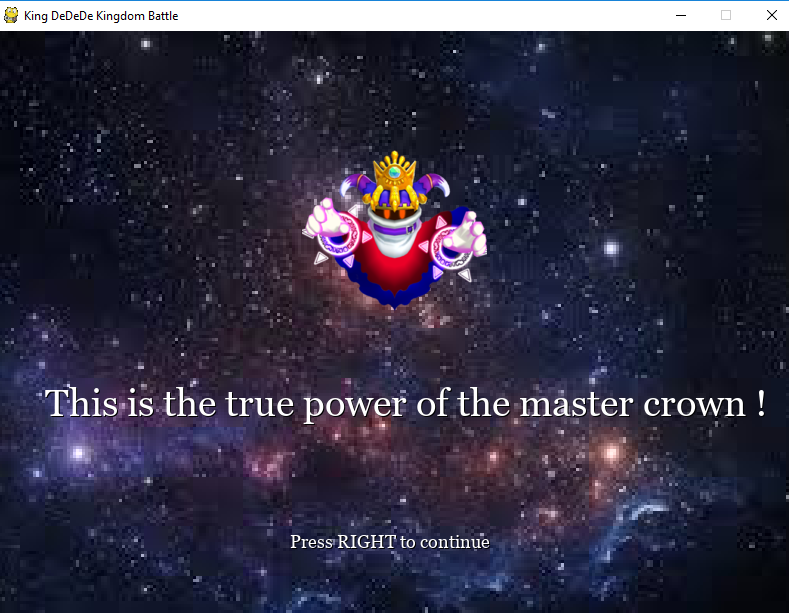 King DeDeDe Kingdom Battle
This is the true power of the master crown !
Press RIGHT to continue